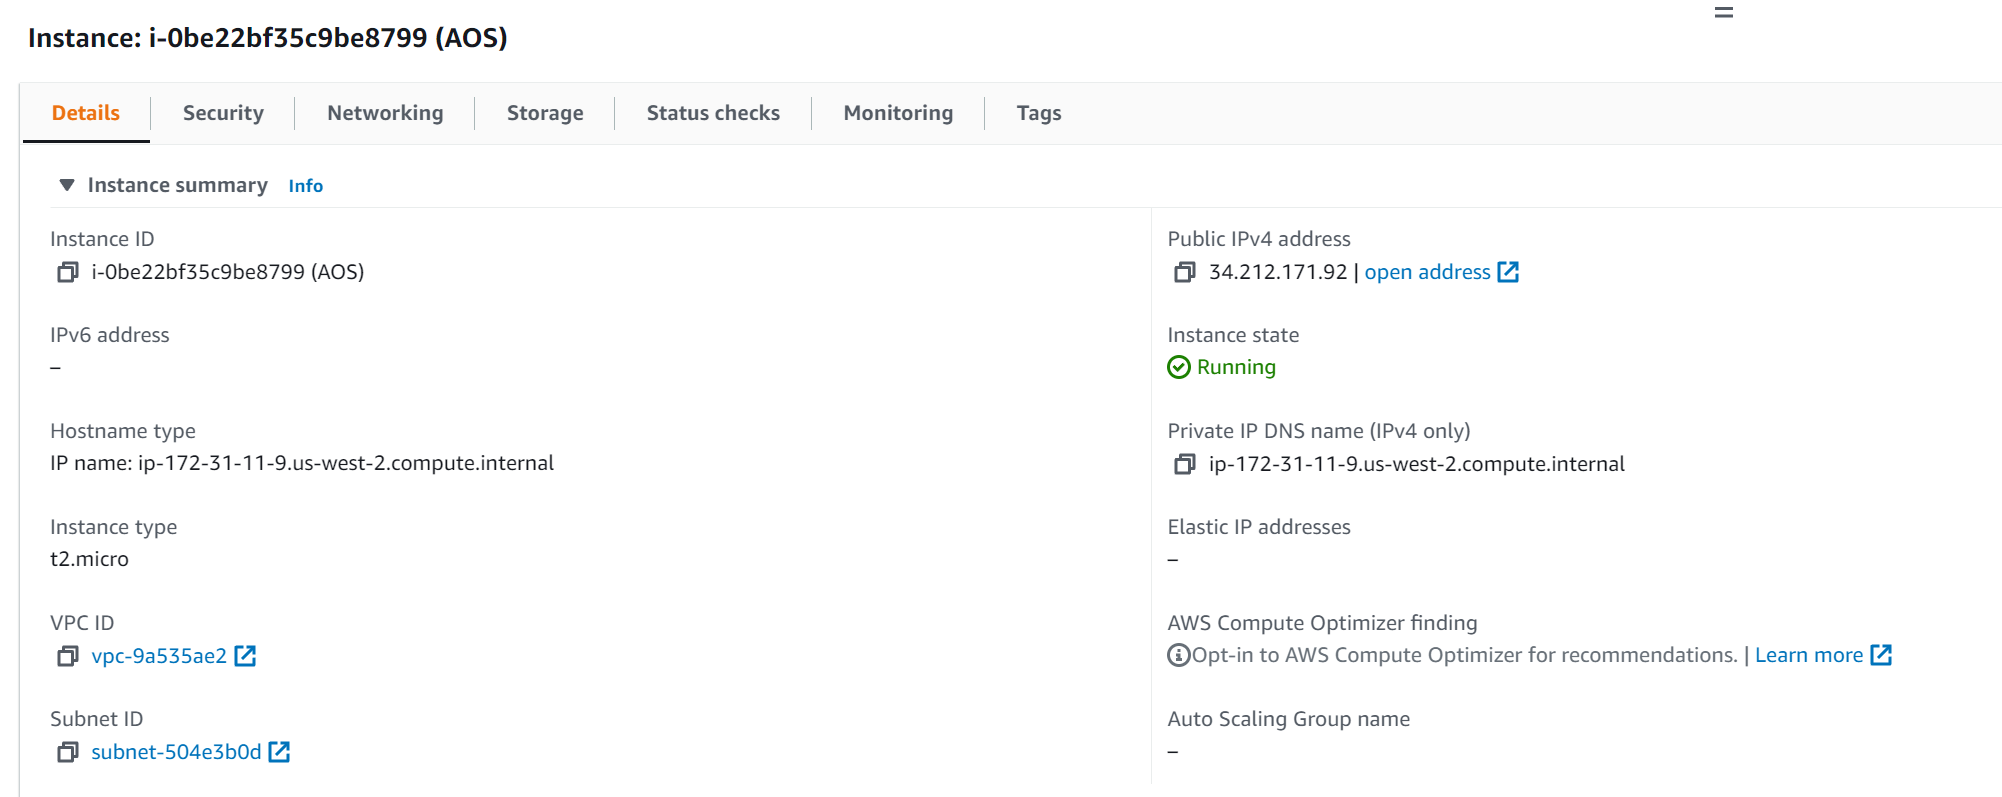 Instance: i-0be22bf35c9be8799 (AOS)
Details
Security
Networking
Storage
Status checks
Monitoring
Tags
Instance summary Info
Instance ID
i-0be22bf35c9be8799 (AOS)
Public IPv4 address
34.212.171.92 | open address
IPv6 address
–
Instance state
Running
Hostname type
IP name: ip-172-31-11-9.us-west-2.compute.internal
Private IP DNS name (IPv4 only)
ip-172-31-11-9.us-west-2.compute.internal
Instance type
t2.micro
Elastic IP addresses
–
VPC ID
vpc-9a535ae2
AWS Compute Optimizer finding
Opt-in to AWS Compute Optimizer for recommendations. | Learn more
Subnet ID
subnet-504e3b0d
Auto Scaling Group name
–